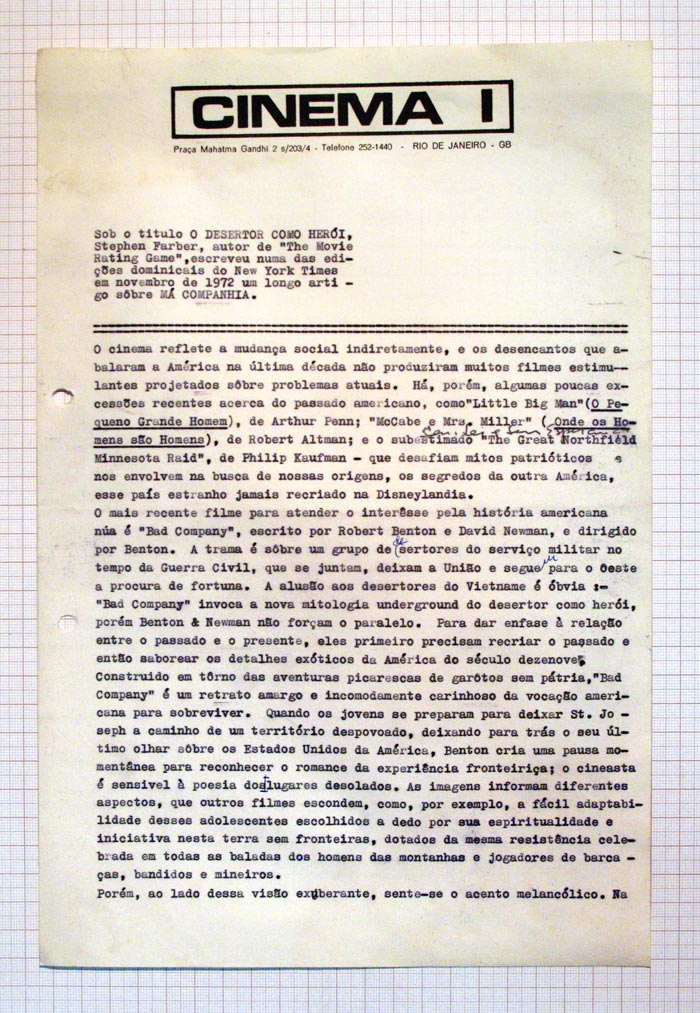 CINEMA I
Praça Mahatma Gandhi 2 s/203/4 - Telefone 252-1440 - RIO DE JANEIRO - GB
Sob o titulo O DESERTOR COMO HERÓI,
Stephen Farber, autor de "The Movie
Rating Game",escreveu numa das edi-
ções dominicais do New York Times
em novembro de 1972 um longo arti -
go sôbre MÁ COMPANHIA.
O cinema reflete a mudança social indiretamente, e os desencantos que a-
balaram a América na última década não produziram muitos filmes estimu--
lantes projetados sôbre problemas atuais. Há, porém, algumas poucas ex-
cessões recentes acerca do passado americano, como"Little Big Man"(O Pe-
queno Grande Homem), de Arthur Penn; "McCabe e Mrs. Miller" (Onde os Ho-
mens são Homens), de Robert Altman; e o subestimado "The Great Northfield
Minnesota Raid", de Philip Kaufman - que desafiam mitos patrióticos e
nos envolvem na busca de nossas origens, os segredos da outra América,
esse país estranho jamais recriado na Disneylandia.
O mais recente filme para atender o interêsse pela história americana
núa é "Bad Company", escrito por Robert Benton e David Newman, e dirigido
por Benton. A trama é sôbre um grupo de desertores do serviço militar no
tempo da Guerra Civil, que se juntam, deixam a União e seguem para o Oeste
a procura de fortuna. A alusão aos desertores do Vietname é óbvia :-
"Bad Company" invoca a nova mitologia underground do desertor como herói,
porém Benton & Newman não forçam o paralelo. Para dar enfase à relação
entre o passado e o presente, eles primeiro precisam recriar o passado e
então saborear os detalhes exóticos da América do século dezenove.
Construido em tôrno das aventuras picarescas de garôtos sem pátria,"Bad
Company" é um retrato amargo e incomodamente carinhoso da vocação ameri-
cana para sobreviver. Quando os jovens se preparam para deixar St. Jo -
seph a caminho de um território despovoado, deixando para trás o seu úl-
timo olhar sôbre os Estados Unidos da América, Benton cria uma pausa mo-
mentânea para reconhecer o romance da experiência fronteiriça; o cineasta
é sensivel à poesia dos lugares desolados. As imagens informam diferentes
aspectos, que outros filmes escondem, como, por exemplo, a fácil adaptabi-
lidade desses adolescentes escolhidos a dedo por sua espiritualidade e
iniciativa nesta terra sem fronteiras, dotados da mesma resistência cele-
brada em todas as baladas dos homens das montanhas e jogadores de barca -
ças, bandidos e mineiros.
Porém, ao lado dessa visão exuberante, sente-se o acento melancólico. Na